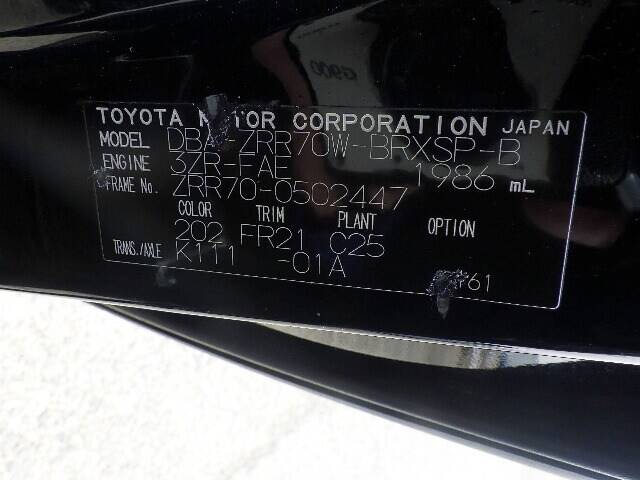 TOYOTA MOTOR CORPORATION JAPAN
MODEL DBA-ZRR70W-BRXSP-B
ENGINE 3ZR-FAE 1986 mL
FRAME No. ZRR70-0502447
COLOR TRIM PLANT OPTION
202 FR21 C25
TRANS./AXLE K111 -01A